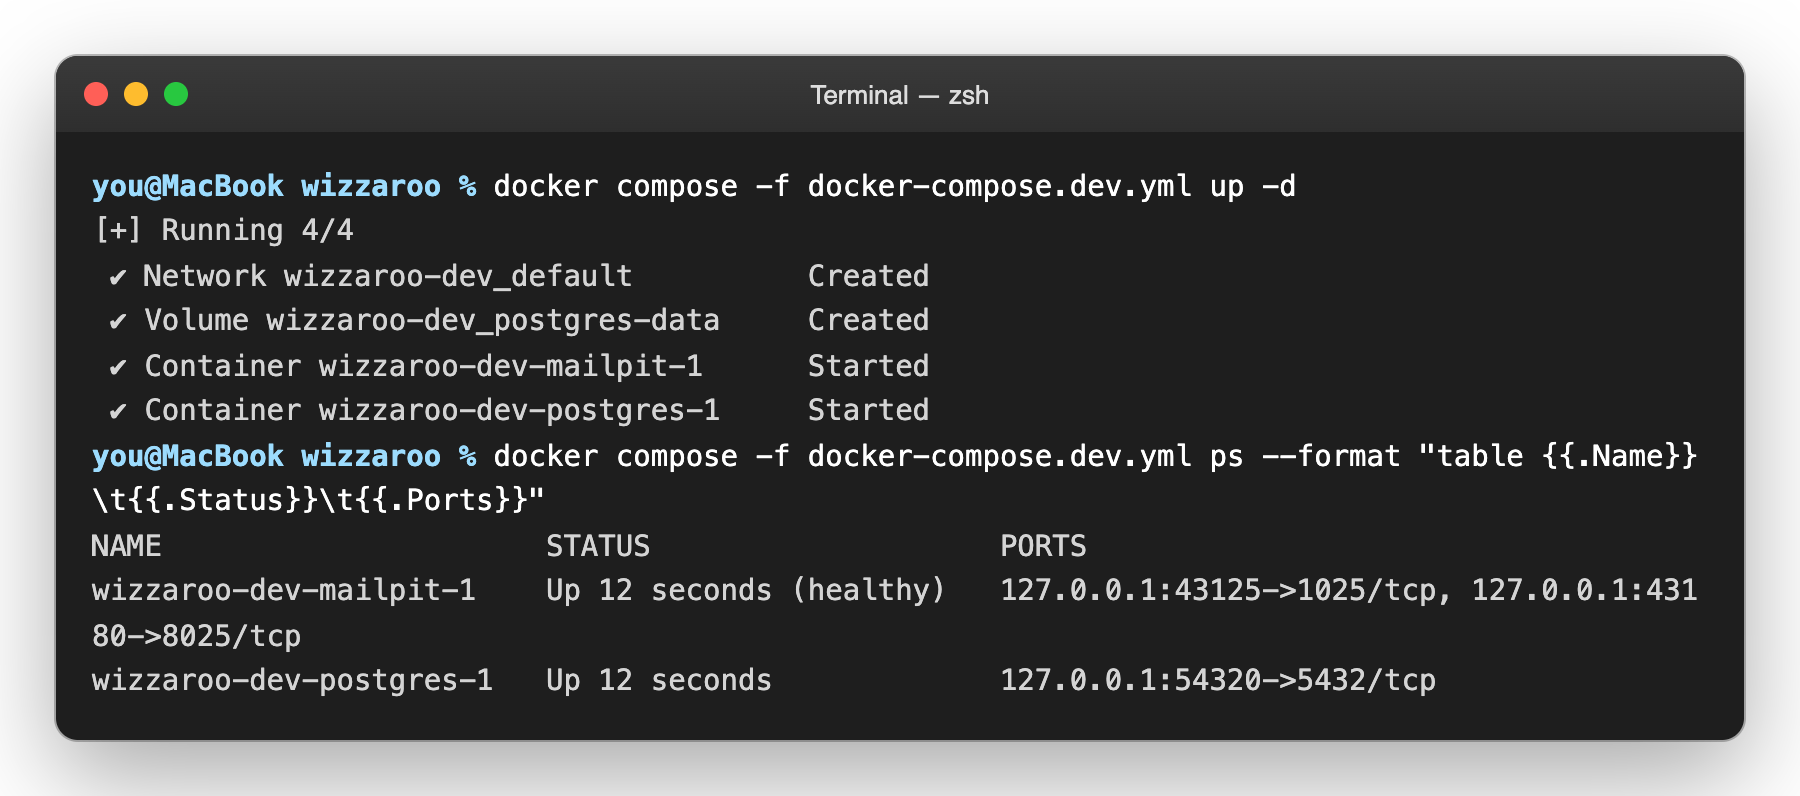 Terminal — zsh
you@MacBook wizzaroo % docker compose -f docker-compose.dev.yml up -d
[+] Running 4/4
✔ Network wizzaroo-dev_default Created
✔ Volume wizzaroo-dev_postgres-data Created
✔ Container wizzaroo-dev-mailpit-1 Started
✔ Container wizzaroo-dev-postgres-1 Started
you@MacBook wizzaroo % docker compose -f docker-compose.dev.yml ps --format "table {{.Name}}
\t{{.Status}}\t{{.Ports}}"
NAME STATUS PORTS
wizzaroo-dev-mailpit-1 Up 12 seconds (healthy) 127.0.0.1:43125->1025/tcp, 127.0.0.1:431
80->8025/tcp
wizzaroo-dev-postgres-1 Up 12 seconds 127.0.0.1:54320->5432/tcp